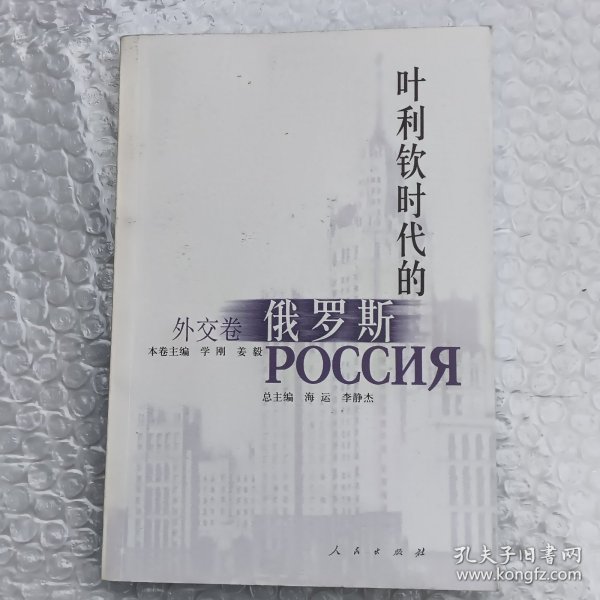 叶利钦时代的
俄罗斯
外交卷
本卷主编 学刚 姜毅
РОССИЯ
总主编 海运 李静杰
人民出版社
孔夫子旧书网
www.kongfz.com